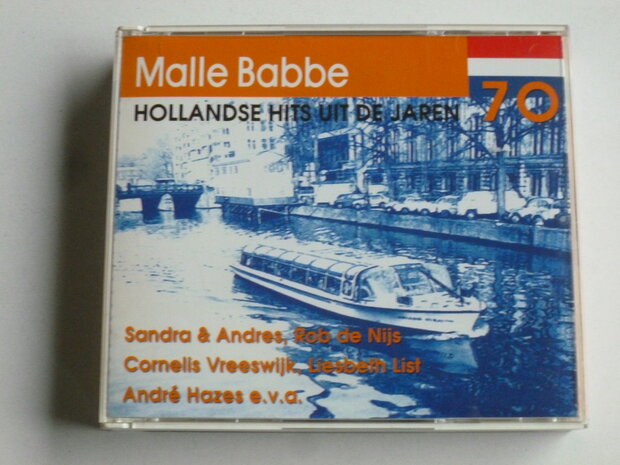 Malle Babbe
HOLLANDSE HITS UIT DE JAREN 70
Sandra & Andres, Rob de Nijs
Cornelis Vreeswijk, Liesbeth List
André Hazes e.v.a.